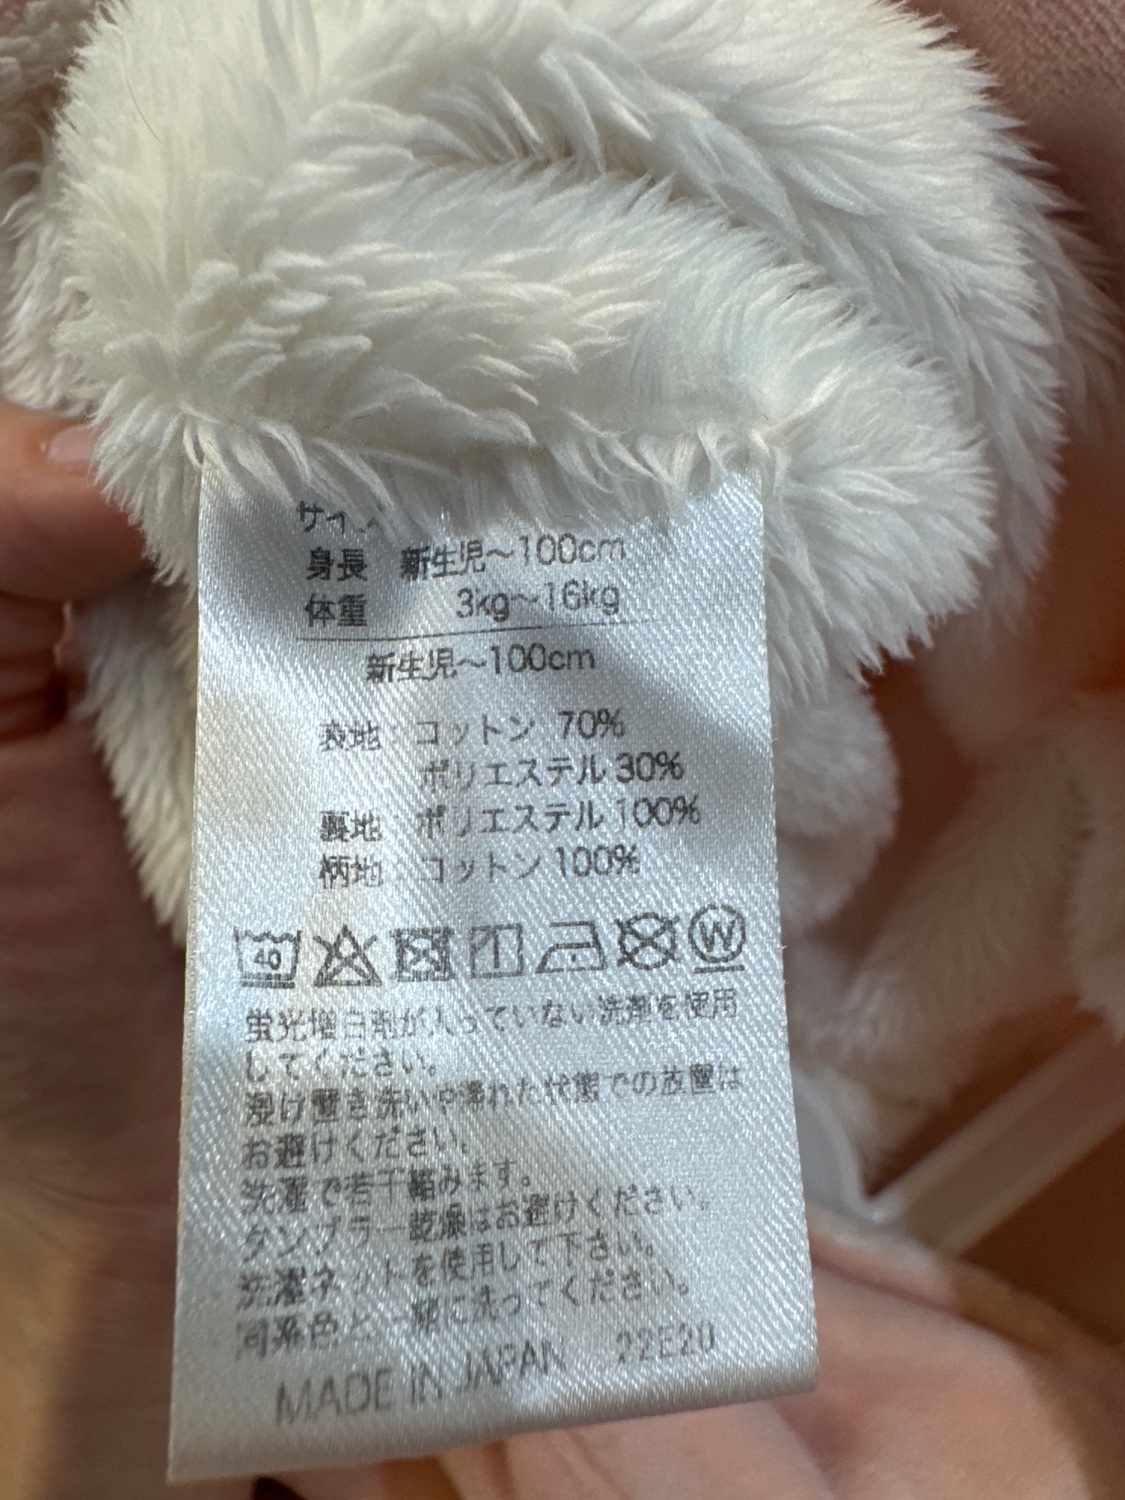 サイズ
身長 新生児～100cm
体重 3kg～16kg
新生児～100cm
表地 コットン 70%
ポリエステル 30%
裏地 ポリエステル 100%
柄地 コットン 100%
40 W
蛍光増白剤が入っていない洗剤を使用
してください。
浸け置き洗いや濡れた状態での放置は
お避けください。
洗濯で若干縮みます。
タンブラー乾燥はお避けください。
洗濯ネットを使用して下さい。
同系色と一緒に洗ってください。
MADE IN JAPAN 22E20